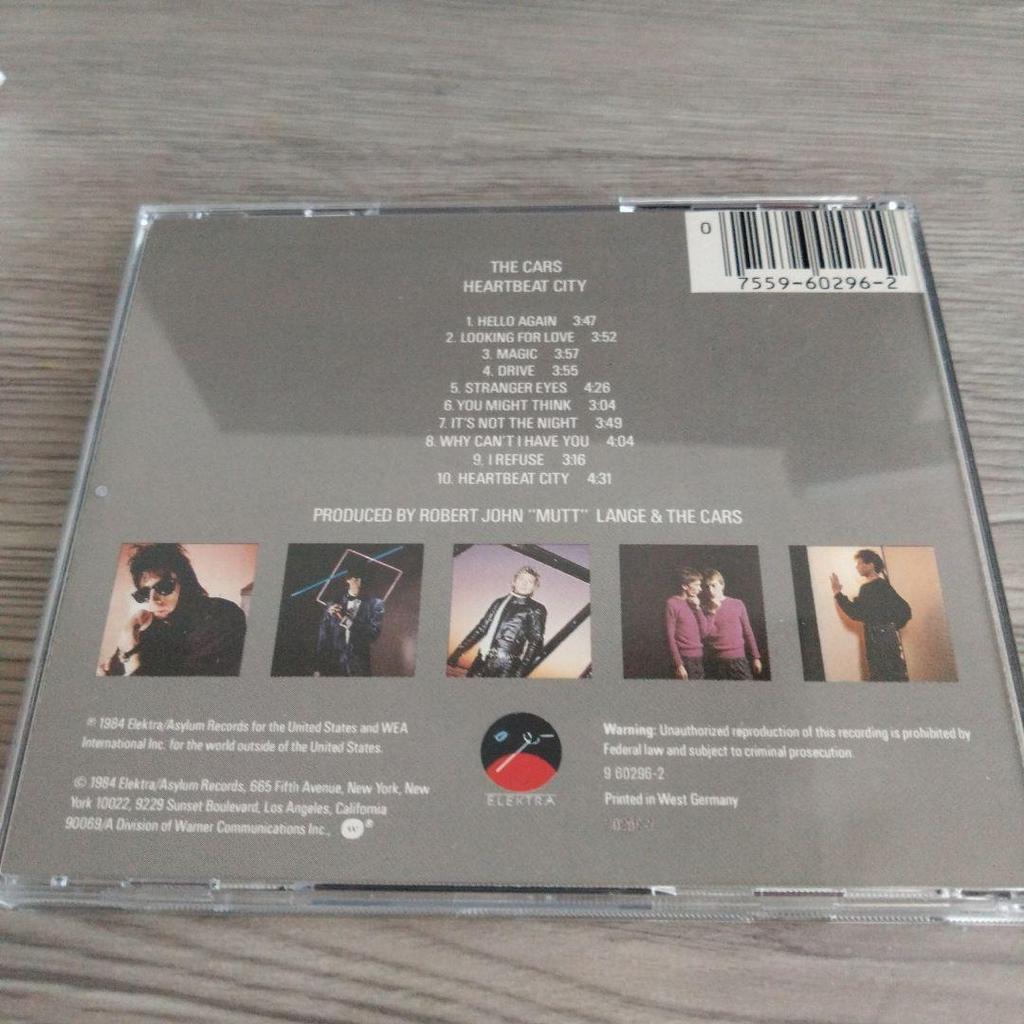 0
7559-60296-2
THE CARS
HEARTBEAT CITY
1. HELLO AGAIN 3:47
2. LOOKING FOR LOVE 3:52
3. MAGIC 3:57
4. DRIVE 3:55
5. STRANGER EYES 4:26
6. YOU MIGHT THINK 3:04
7. IT'S NOT THE NIGHT 3:49
8. WHY CAN'T I HAVE YOU 4:04
9. I REFUSE 3:16
10. HEARTBEAT CITY 4:31
PRODUCED BY ROBERT JOHN "MUTT" LANGE & THE CARS
℗ 1984 Elektra/Asylum Records for the United States and WEA
International Inc. for the world outside of the United States.
© 1984 Elektra/Asylum Records, 665 Fifth Avenue, New York, New
York 10022, 9229 Sunset Boulevard, Los Angeles, California
90069/A Division of Warner Communications Inc., ®
ELEKTRA
Warning: Unauthorized reproduction of this recording is prohibited by
Federal law and subject to criminal prosecution.
9 60296-2
Printed in West Germany